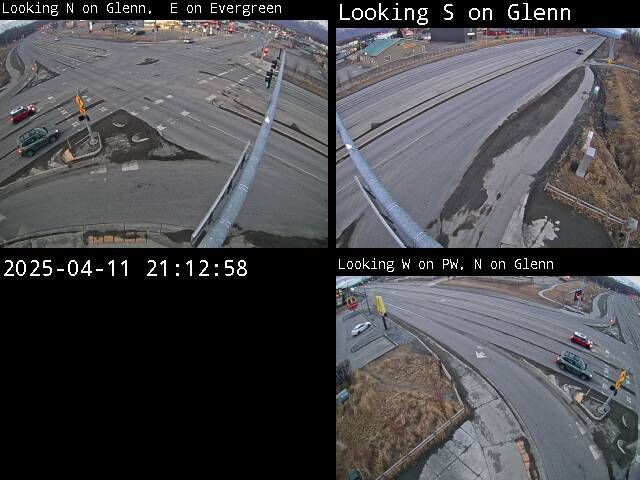 Looking N on Glenn,  E on Evergreen
Looking S on Glenn
2025-04-11 21:12:58
Looking W on PW, N on Glenn